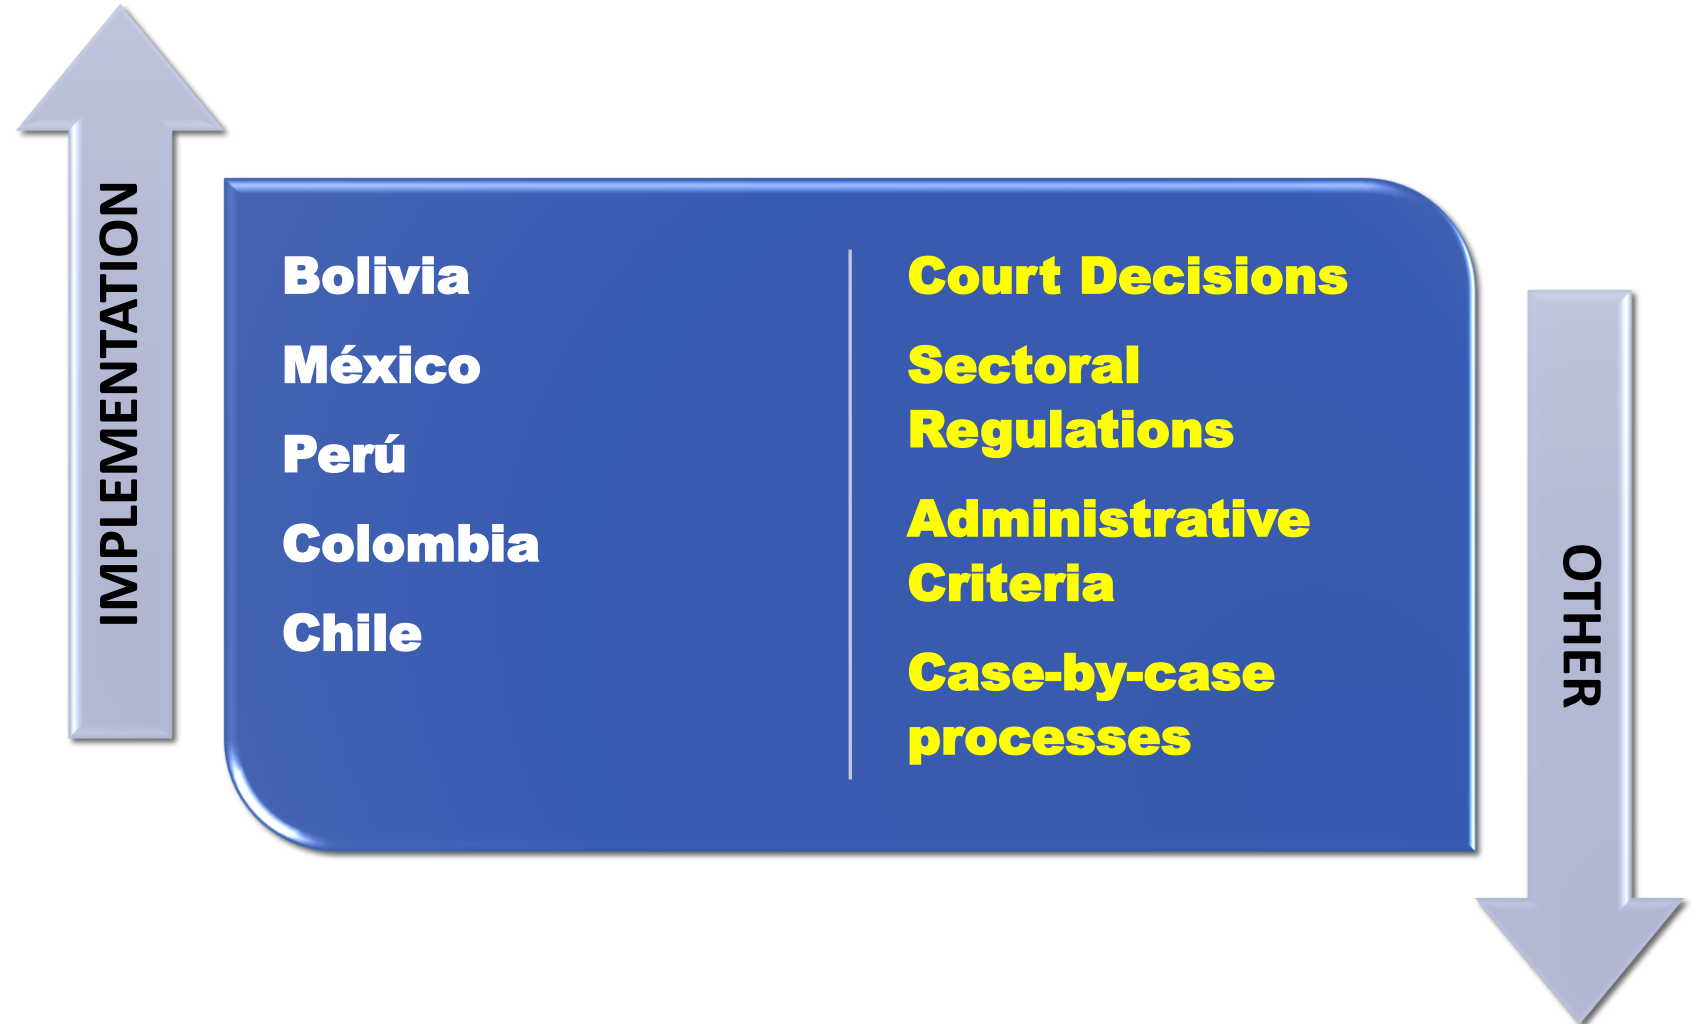 IMPLEMENTATION
Bolivia
México
Perú
Colombia
Chile
Court Decisions
Sectoral
Regulations
Administrative
Criteria
Case-by-case
processes
OTHER